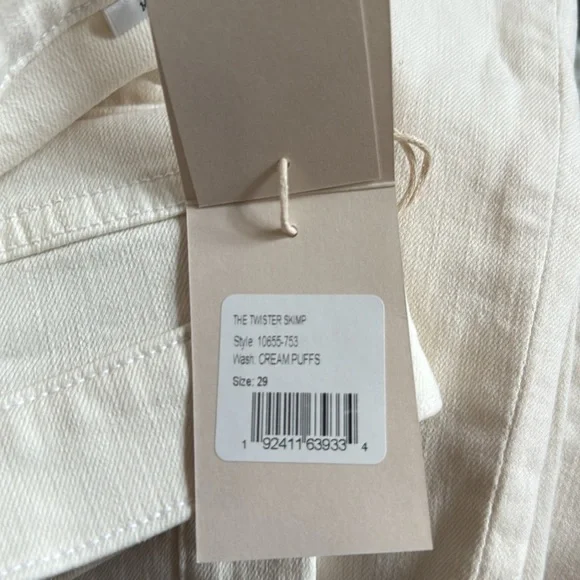 THE TWISTER SKIMP
Style: 10655-753
Wash: CREAM PUFFS
Size: 29
1 92411 63933 4